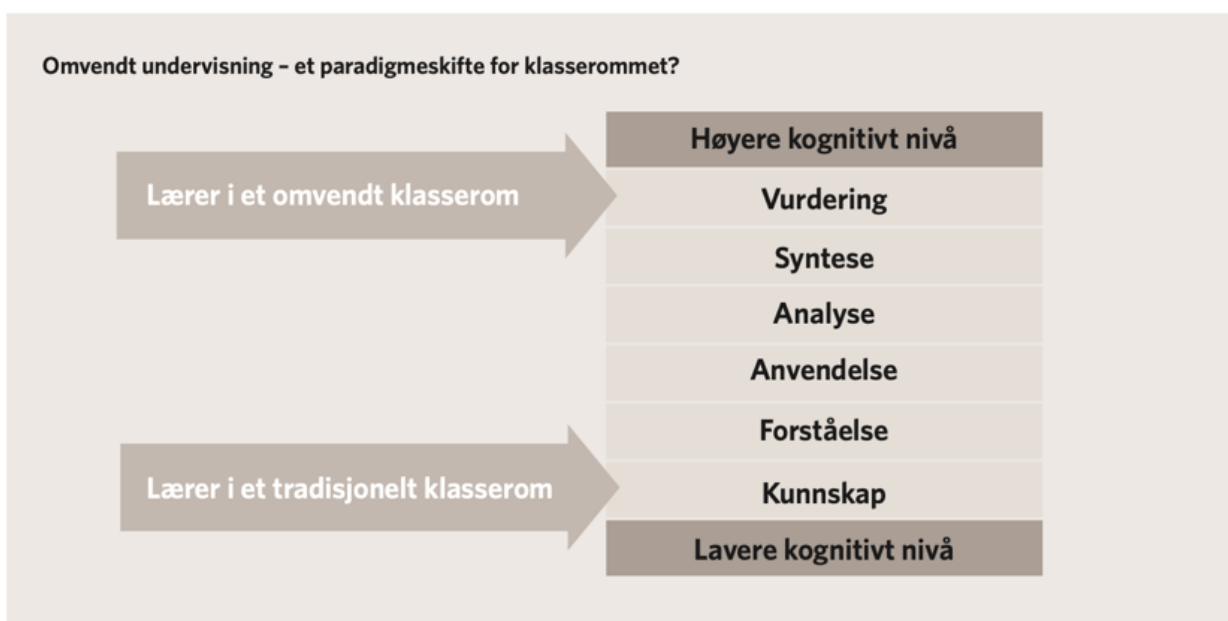 Omvendt undervisning – et paradigmeskifte for klasserommet?
Høyere kognitivt nivå
Lærer i et omvendt klasserom
Vurdering
Syntese
Analyse
Anvendelse
Forståelse
Lærer i et tradisjonelt klasserom
Kunnskap
Lavere kognitivt nivå